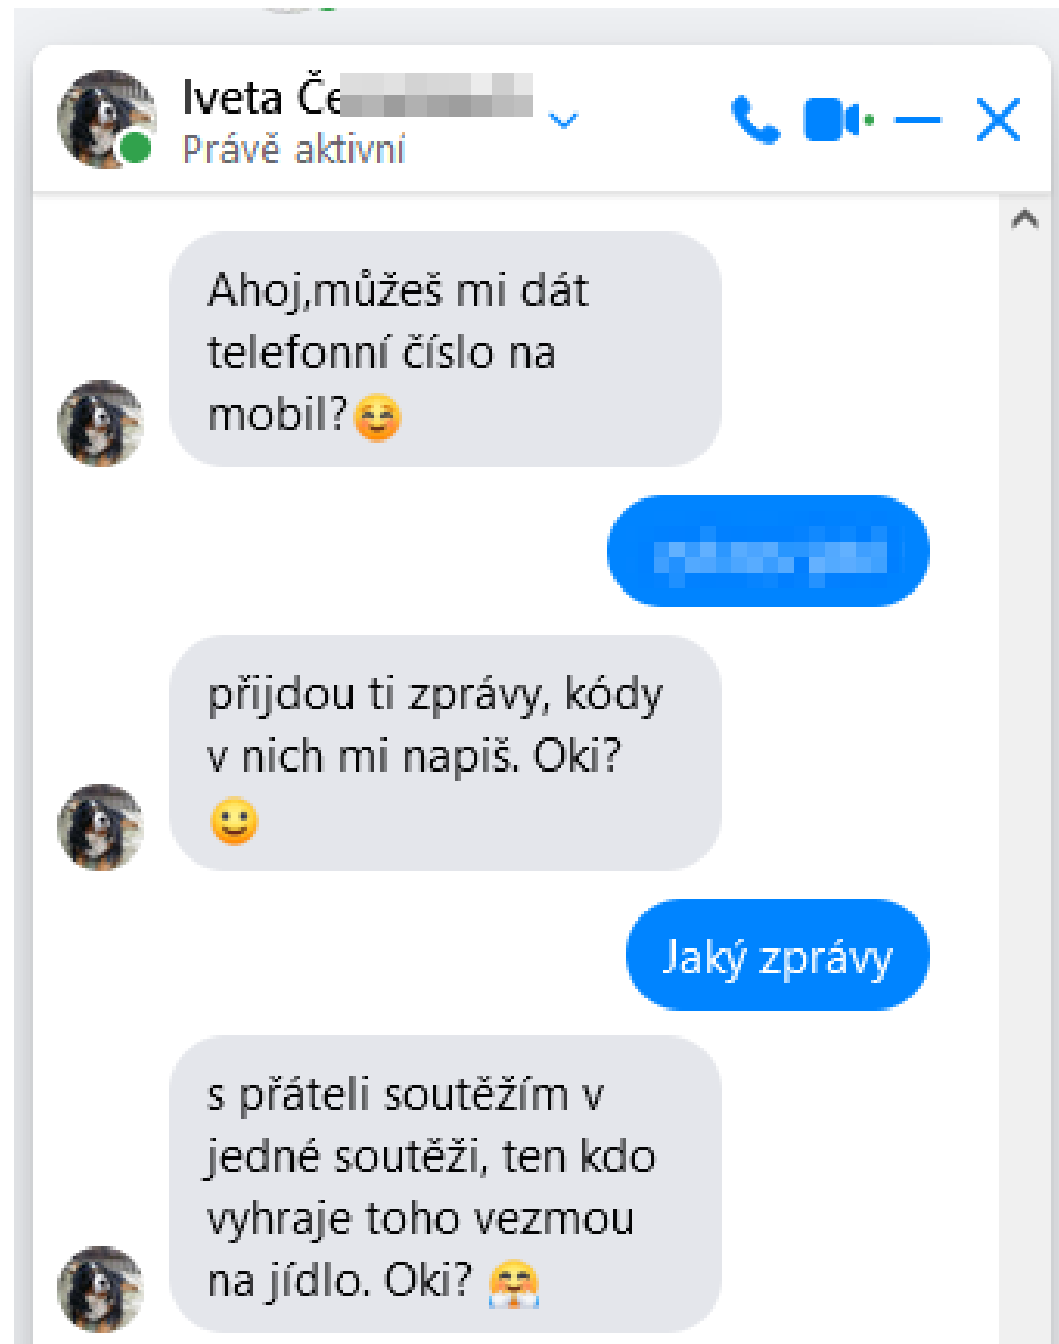 Iveta Če
Právě aktivní
Ahoj,můžeš mi dát
telefonní číslo na
mobil?😊
přijdou ti zprávy, kódy
v nich mi napiš. Oki?
🙂
Jaký zprávy
s přáteli soutěžím v
jedné soutěži, ten kdo
vyhraje toho vezmou
na jídlo. Oki? 🤗